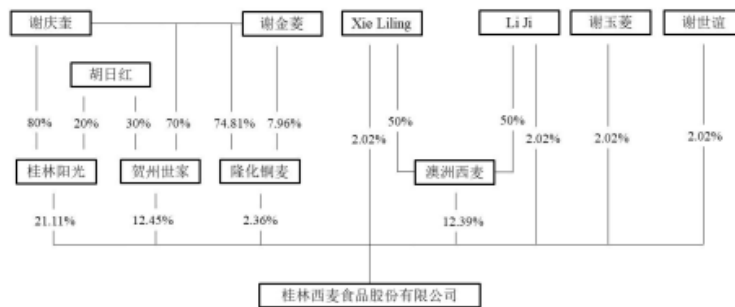 谢庆奎 谢金菱 Xie Liling Li Ji 谢玉菱 谢世谊
胡日红
80% 20% 30% 70% 74.81% 7.96% 2.02% 50% 50% 2.02% 2.02% 2.02%
桂林阳光 贺州世家 隆化铜麦 澳洲西麦
21.11% 12.45% 2.36% 12.39%
桂林西麦食品股份有限公司